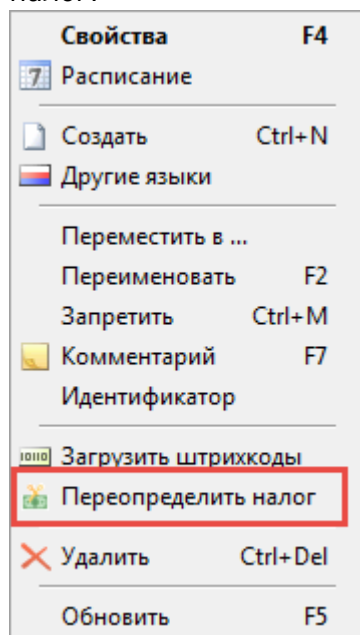 Свойства F4
7 Расписание
Создать Ctrl+N
Другие языки
Переместить в ...
Переименовать F2
Запретить Ctrl+M
Комментарий F7
Идентификатор
Загрузить штрихкоды
Переопределить налог
Удалить Ctrl+Del
Обновить F5